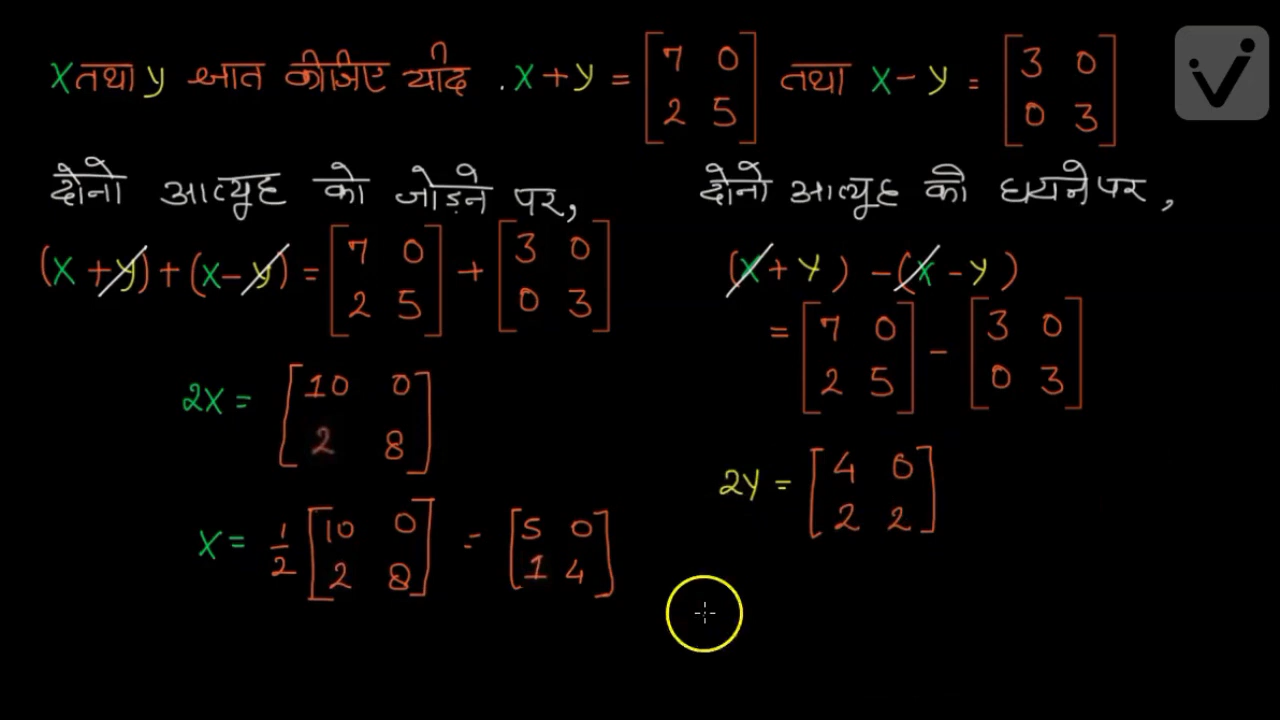 X तथा y ज्ञात कीजिए यदि . X + y = [7 0; 2 5] तथा X - y = [3 0; 0 3]
दोनो आव्यूह को जोड़ने पर,
(X + y) + (X - y) = [7 0; 2 5] + [3 0; 0 3]
2X = [10 0; 2 8]
X = 1/2 [10 0; 2 8] = [5 0; 1 4]
दोनो आव्यूह को घटाने पर,
(X + y) - (X - y)
= [7 0; 2 5] - [3 0; 0 3]
2y = [4 0; 2 2]